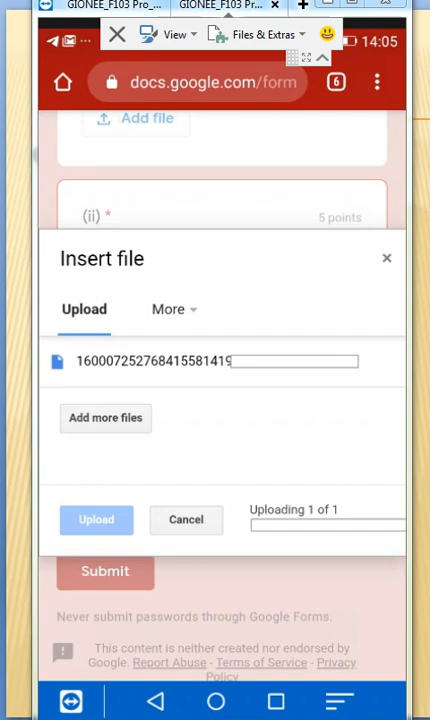 GIONEE_F103 Pro_...
GIONEE_F103 Pr...
View
Files & Extras
14:05
docs.google.com/form
6
Add file
(ii) *
5 points
Insert file
Upload
More
160007252768415581419
Add more files
Upload
Cancel
Uploading 1 of 1
Submit
Never submit passwords through Google Forms.
This content is neither created nor endorsed by
Google. Report Abuse - Terms of Service - Privacy
Policy